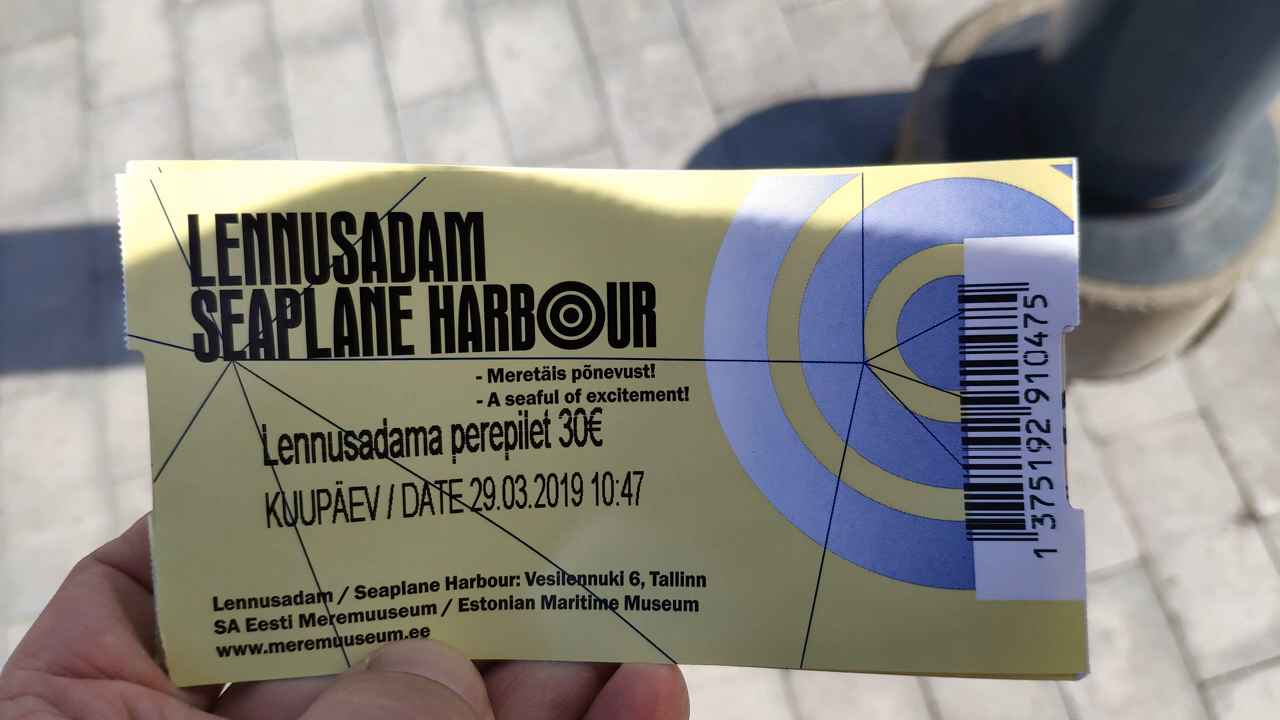 LENNUSADAM
SEAPLANE HARBOUR
- Meretäis põnevust!
- A seaful of excitement!
Lennusadama perepilet 30€
KUUPÄEV / DATE 29.03.2019 10:47
Lennusadam / Seaplane Harbour: Vesilennuki 6, Tallinn
SA Eesti Meremuuseum / Estonian Maritime Museum
www.meremuuseum.ee
1 375192 910475